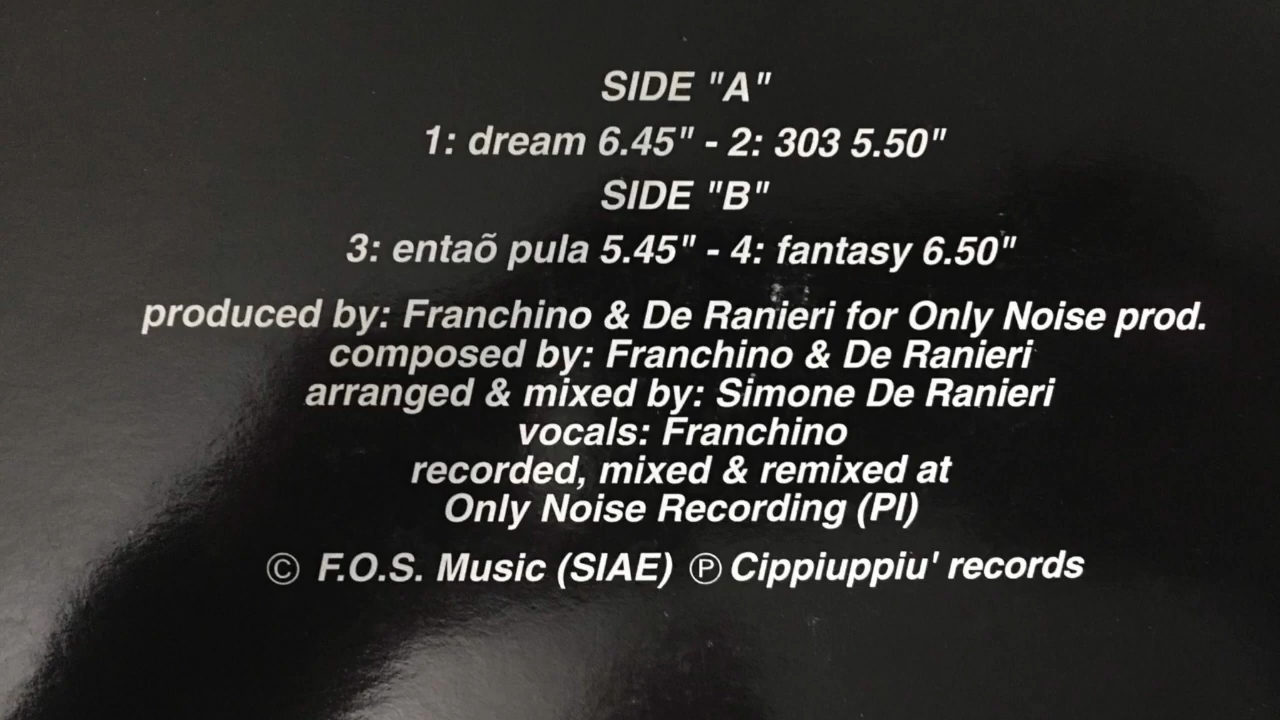 SIDE "A"
1: dream 6.45" - 2: 303 5.50"
SIDE "B"
3: entaõ pula 5.45" - 4: fantasy 6.50"
produced by: Franchino & De Ranieri for Only Noise prod.
composed by: Franchino & De Ranieri
arranged & mixed by: Simone De Ranieri
vocals: Franchino
recorded, mixed & remixed at
Only Noise Recording (PI)
© F.O.S. Music (SIAE) ℗ Cippiuppiu' records